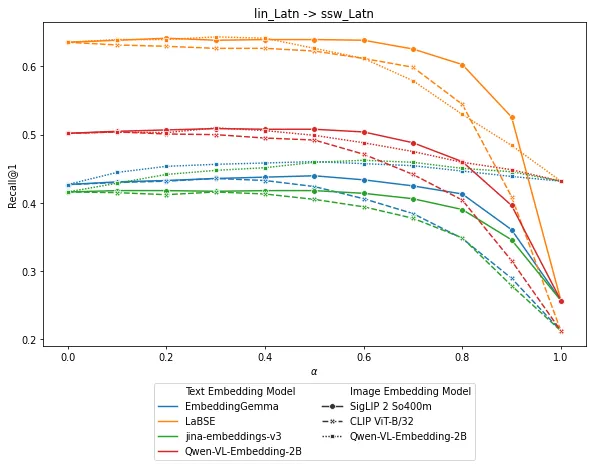 lin_Latn -> ssw_Latn
Recall@1
0.6
0.5
0.4
0.3
0.2
0.0 0.2 0.4 0.6 0.8 1.0
α
Text Embedding Model Image Embedding Model
EmbeddingGemma SigLIP 2 So400m
LaBSE CLIP ViT-B/32
jina-embeddings-v3 Qwen-VL-Embedding-2B
Qwen-VL-Embedding-2B